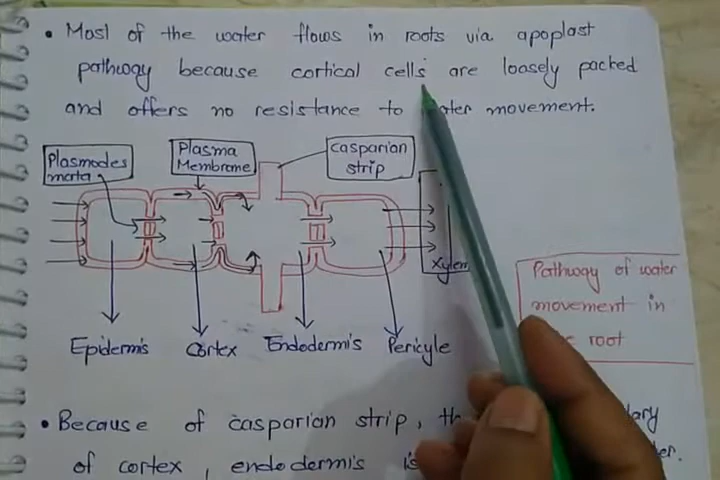 • Most of the water flows in roots via apoplast
pathway because cortical cells are loosely packed
and offers no resistance to water movement.
Plasmodes
mata
Plasma
Membrane
casparian
strip
Xylem
Epidermis
Cortex
Endodermis
Pericyle
Pathway of water
movement in
root
• Because of casparian strip,
of cortex, endodermis